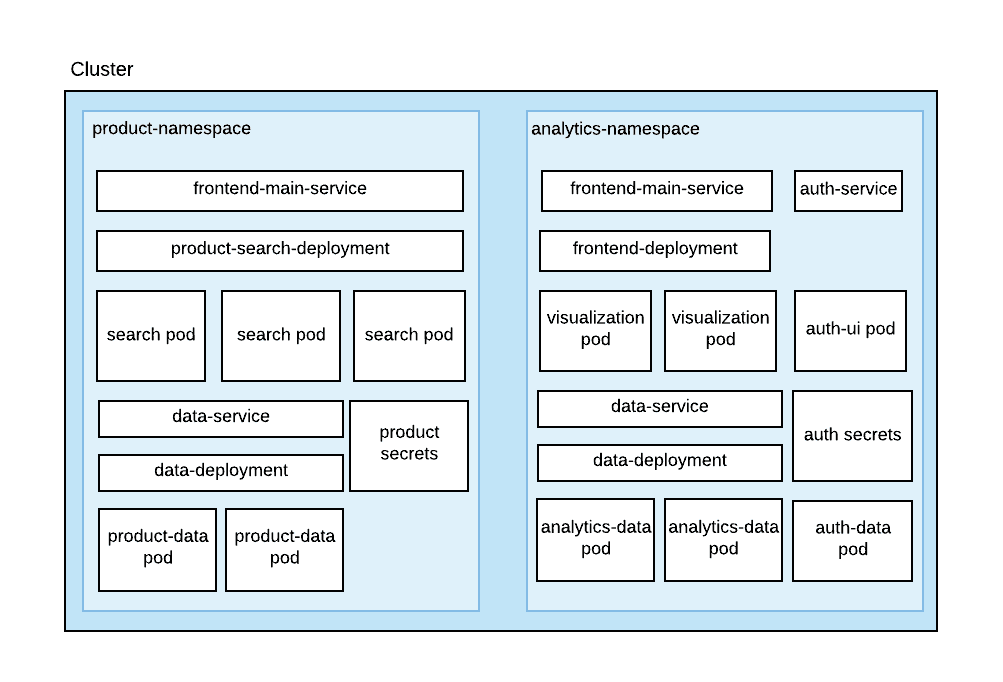 Cluster
product-namespace
frontend-main-service
product-search-deployment
search pod
search pod
search pod
data-service
product
secrets
data-deployment
product-data
pod
product-data
pod
analytics-namespace
frontend-main-service
auth-service
frontend-deployment
visualization
pod
visualization
pod
auth-ui pod
data-service
auth secrets
data-deployment
analytics-data
pod
analytics-data
pod
auth-data
pod